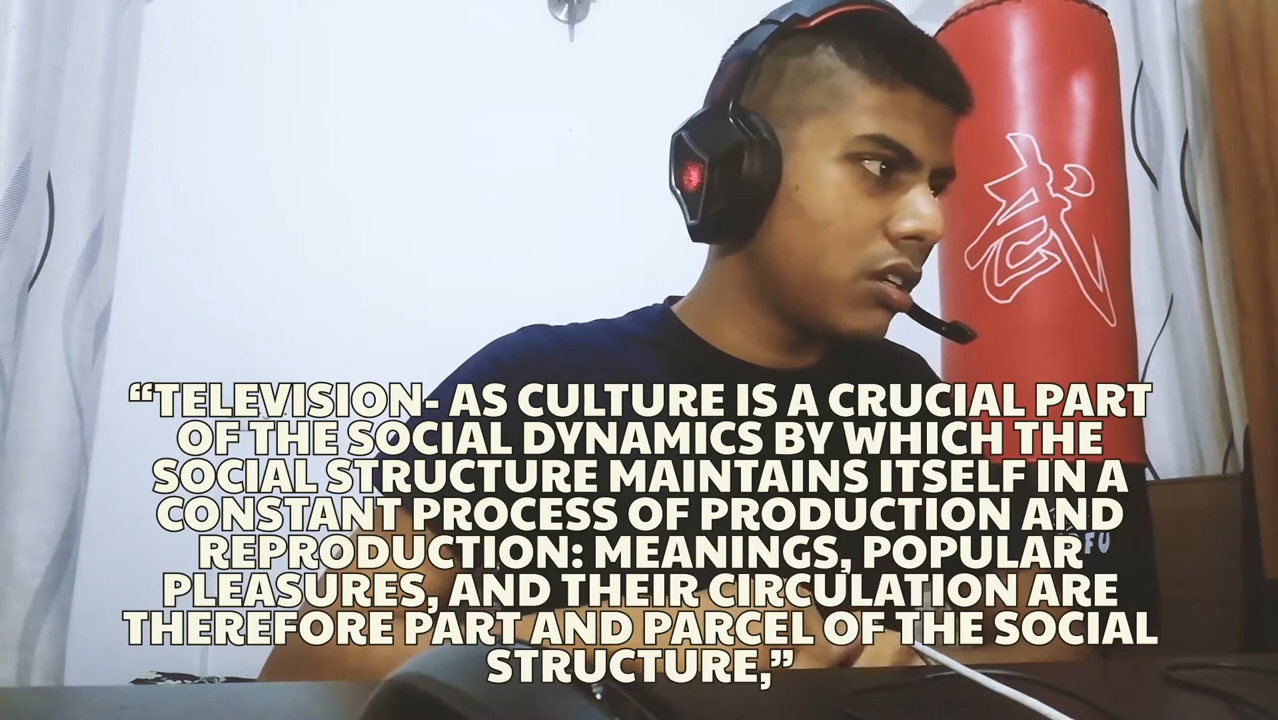 武
“TELEVISION- AS CULTURE IS A CRUCIAL PART
OF THE SOCIAL DYNAMICS BY WHICH THE
SOCIAL STRUCTURE MAINTAINS ITSELF IN A
CONSTANT PROCESS OF PRODUCTION AND
REPRODUCTION: MEANINGS, POPULAR
PLEASURES, AND THEIR CIRCULATION ARE
THEREFORE PART AND PARCEL OF THE SOCIAL
STRUCTURE,”